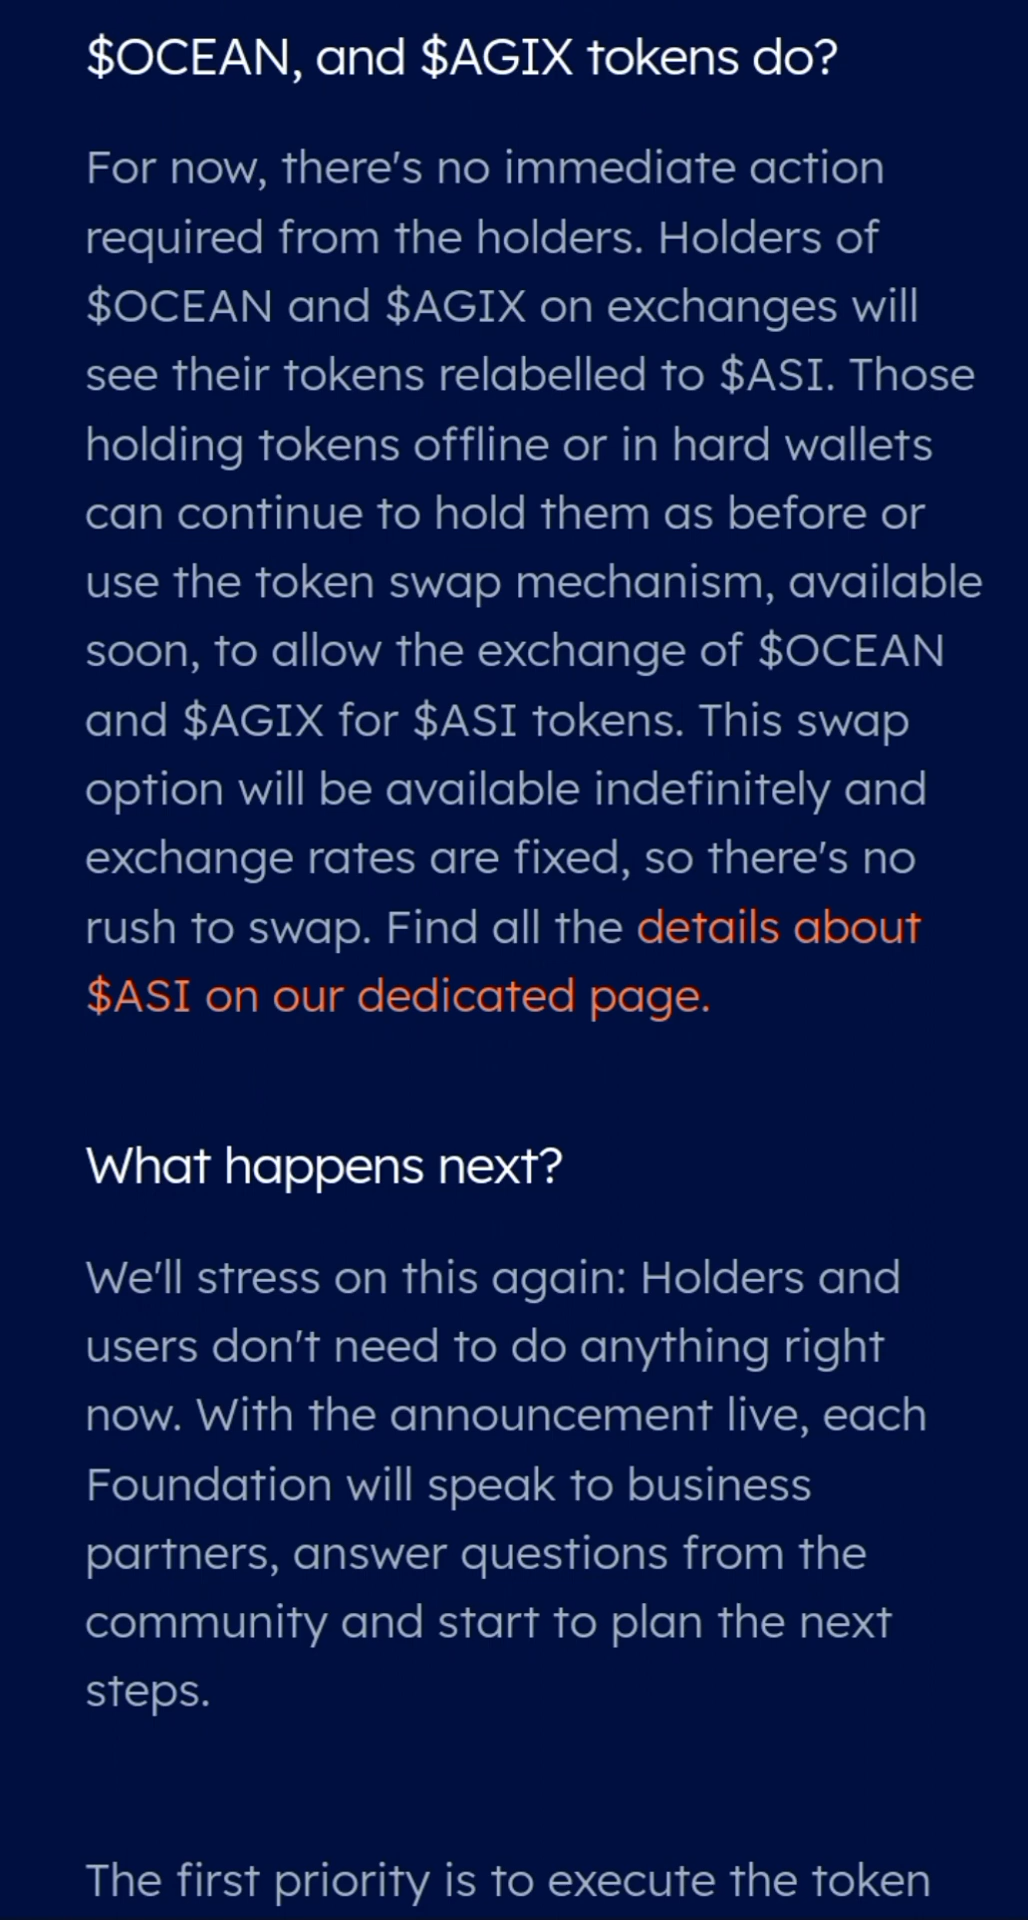 $OCEAN, and $AGIX tokens do?
For now, there's no immediate action
required from the holders. Holders of
$OCEAN and $AGIX on exchanges will
see their tokens relabelled to $ASI. Those
holding tokens offline or in hard wallets
can continue to hold them as before or
use the token swap mechanism, available
soon, to allow the exchange of $OCEAN
and $AGIX for $ASI tokens. This swap
option will be available indefinitely and
exchange rates are fixed, so there's no
rush to swap. Find all the details about
$ASI on our dedicated page.
What happens next?
We'll stress on this again: Holders and
users don't need to do anything right
now. With the announcement live, each
Foundation will speak to business
partners, answer questions from the
community and start to plan the next
steps.
The first priority is to execute the token